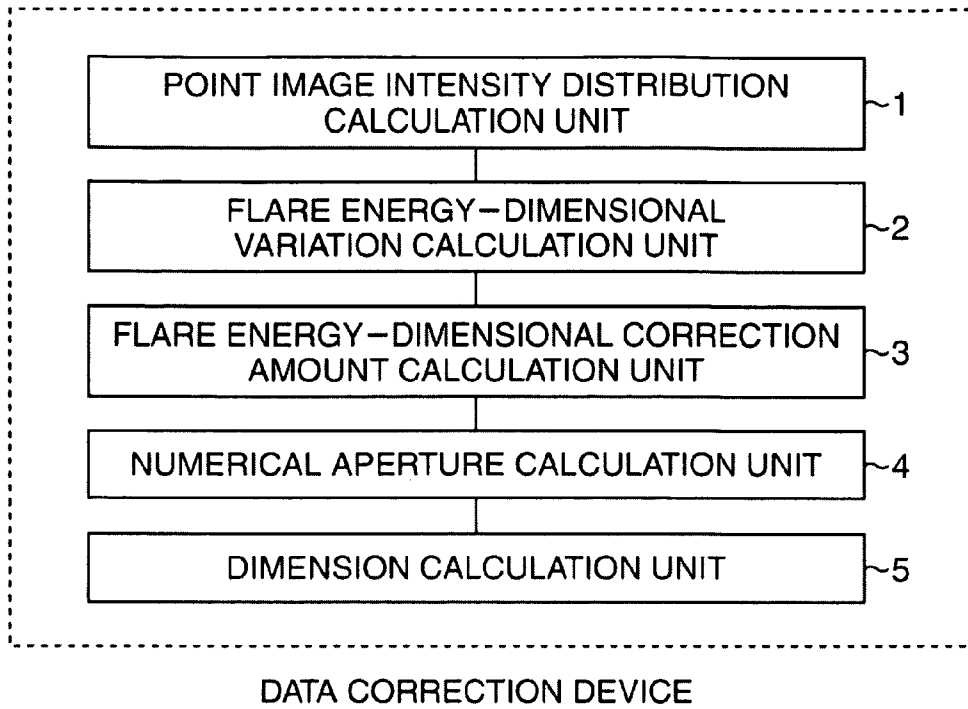 POINT IMAGE INTENSITY DISTRIBUTION
CALCULATION UNIT
~1
FLARE ENERGY–DIMENSIONAL
VARIATION CALCULATION UNIT
~2
FLARE ENERGY–DIMENSIONAL CORRECTION
AMOUNT CALCULATION UNIT
~3
NUMERICAL APERTURE CALCULATION UNIT
~4
DIMENSION CALCULATION UNIT
~5
DATA CORRECTION DEVICE